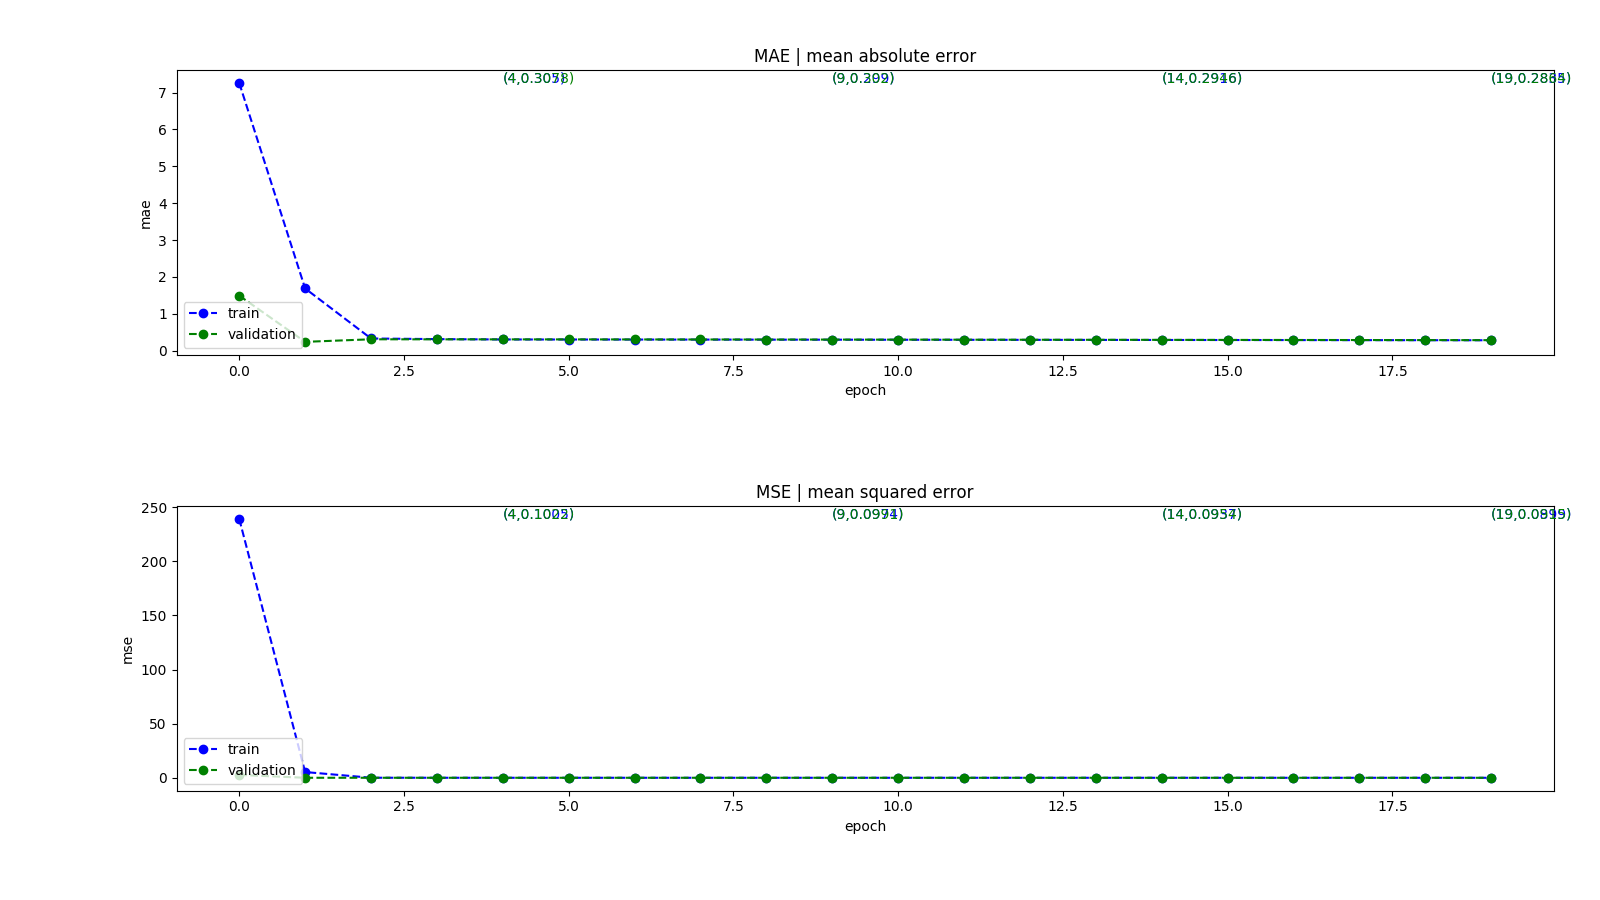 MAE | mean absolute error
7
6
5
4
3
2
1
0
mae
train
validation
0.0 2.5 5.0 7.5 10.0 12.5 15.0 17.5
epoch
MSE | mean squared error
250
200
150
100
50
0
mse
train
validation
0.0 2.5 5.0 7.5 10.0 12.5 15.0 17.5
epoch